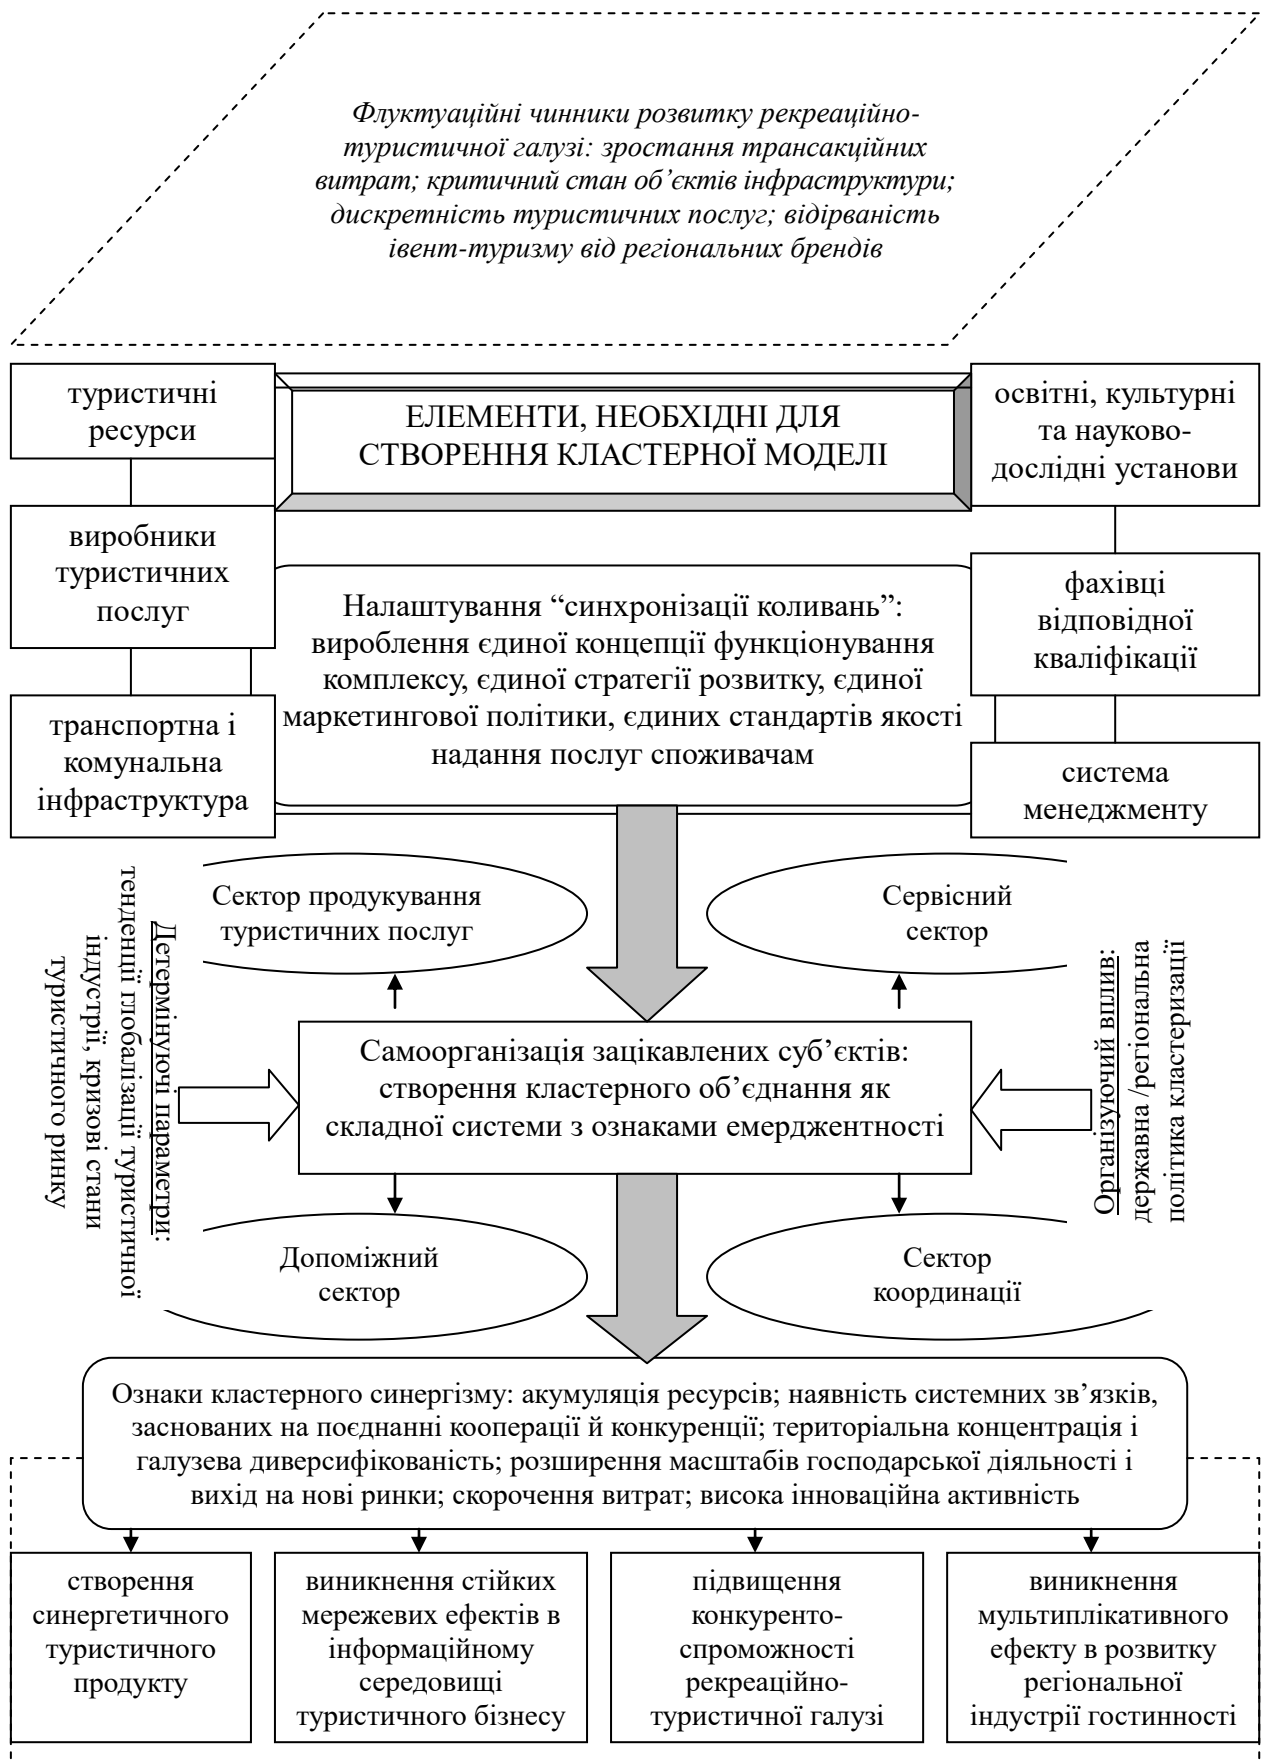 Флуктуаційні чинники розвитку рекреаційно-
туристичної галузі: зростання трансакційних
витрат; критичний стан об’єктів інфраструктури;
дискретність туристичних послуг; відірваність
івент-туризму від регіональних брендів
туристичні
ресурси
ЕЛЕМЕНТИ, НЕОБХІДНІ ДЛЯ
СТВОРЕННЯ КЛАСТЕРНОЇ МОДЕЛІ
освітні, культурні
та науково-
дослідні установи
виробники
туристичних
послуг
Налаштування “синхронізації коливань”:
вироблення єдиної концепції функціонування
комплексу, єдиної стратегії розвитку, єдиної
маркетингової політики, єдиних стандартів якості
надання послуг споживачам
фахівці
відповідної
кваліфікації
транспортна і
комунальна
інфраструктура
система
менеджменту
Сектор продукування
туристичних послуг
Сервісний
сектор
Детермінуючі параметри:
тенденції глобалізації туристичної
індустрії, кризові стани
туристичного ринку
Самоорганізація зацікавлених суб’єктів:
створення кластерного об’єднання як
складної системи з ознаками емерджентності
Організуючий вплив:
державна /регіональна
політика кластеризації
Допоміжний
сектор
Сектор
координації
Ознаки кластерного синергізму: акумуляція ресурсів; наявність системних зв’язків,
заснованих на поєднанні кооперації й конкуренції; територіальна концентрація і
галузева диверсифікованість; розширення масштабів господарської діяльності і
вихід на нові ринки; скорочення витрат; висока інноваційна активність
створення
синергетичного
туристичного
продукту
виникнення стійких
мережевих ефектів в
інформаційному
середовищі
туристичного бізнесу
підвищення
конкуренто-
спроможності
рекреаційно-
туристичної галузі
виникнення
мультиплікативного
ефекту в розвитку
регіональної
індустрії гостинності